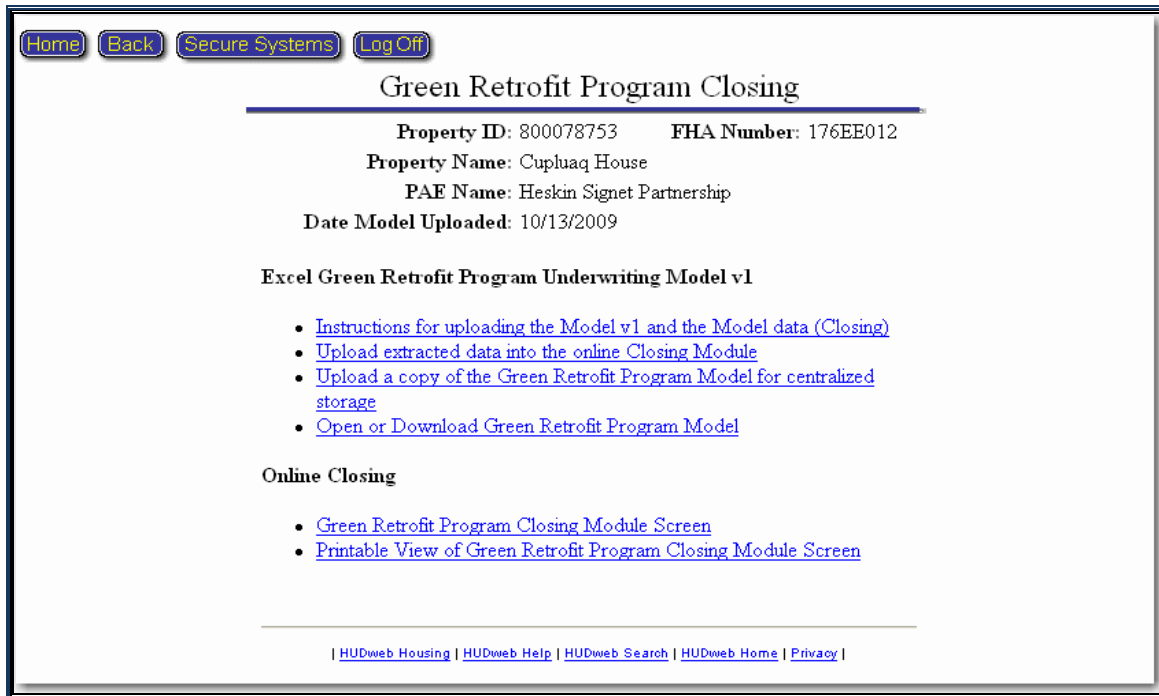 Home Back Secure Systems Log Off
Green Retrofit Program Closing
Property ID: 800078753 FHA Number: 176EE012
Property Name: Cupluaq House
PAE Name: Heskin Signet Partnership
Date Model Uploaded: 10/13/2009
Excel Green Retrofit Program Underwriting Model v1
Instructions for uploading the Model v1 and the Model data (Closing)
Upload extracted data into the online Closing Module
Upload a copy of the Green Retrofit Program Model for centralized
storage
Open or Download Green Retrofit Program Model
Online Closing
Green Retrofit Program Closing Module Screen
Printable View of Green Retrofit Program Closing Module Screen
| HUDweb Housing | HUDweb Help | HUDweb Search | HUDweb Home | Privacy |